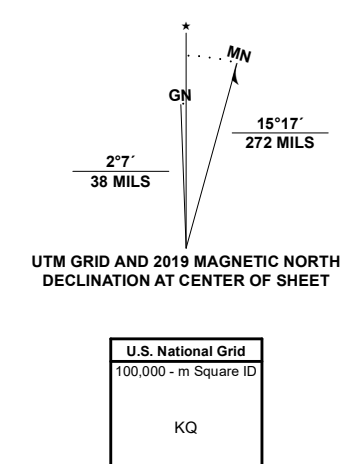 MN
GN
15°17´
272 MILS
2°7´
38 MILS
UTM GRID AND 2019 MAGNETIC NORTH
DECLINATION AT CENTER OF SHEET
U.S. National Grid
100,000 - m Square ID
KQ